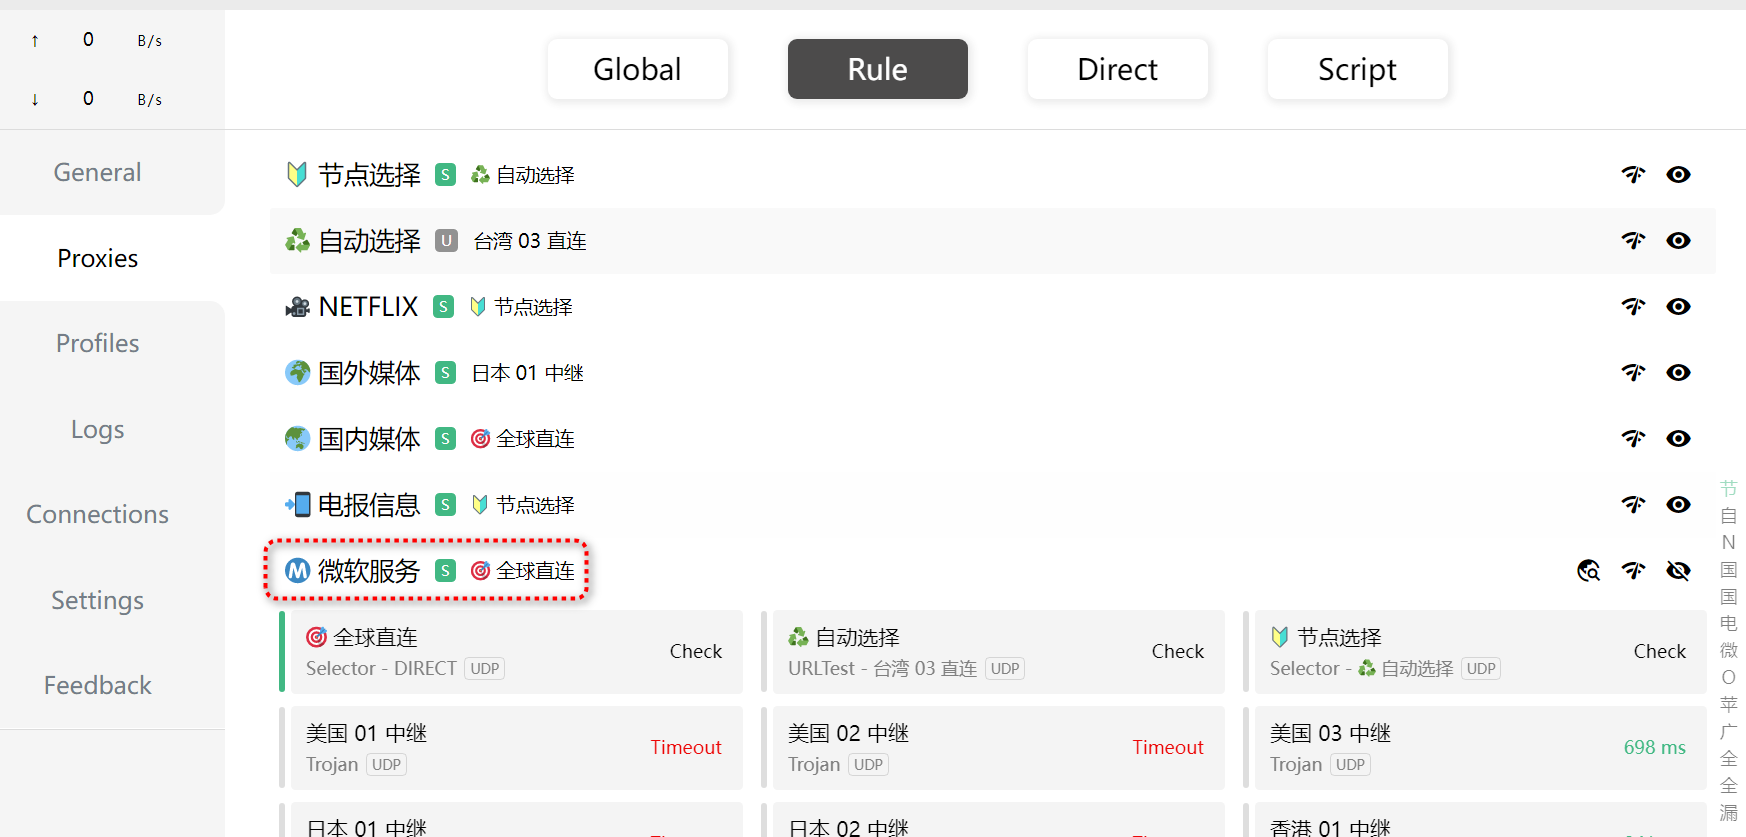 ↑ 0 B/s
↓ 0 B/s
General
Proxies
Profiles
Logs
Connections
Settings
Feedback
Global Rule Direct Script
节点选择 S 自动选择
自动选择 U 台湾 03 直连
NETFLIX S 节点选择
国外媒体 S 日本 01 中继
国内媒体 S 全球直连
电报信息 S 节点选择
M 微软服务 S 全球直连
全球直连 Check
Selector - DIRECT UDP
自动选择 Check
URLTest - 台湾 03 直连 UDP
节点选择 Check
Selector - 自动选择 UDP
美国 01 中继 Timeout
Trojan UDP
美国 02 中继 Timeout
Trojan UDP
美国 03 中继 698 ms
Trojan UDP
日本 01 中继
日本 02 中继
香港 01 中继
节
自
N
国
国
电
微
O
苹
广
全
全
漏